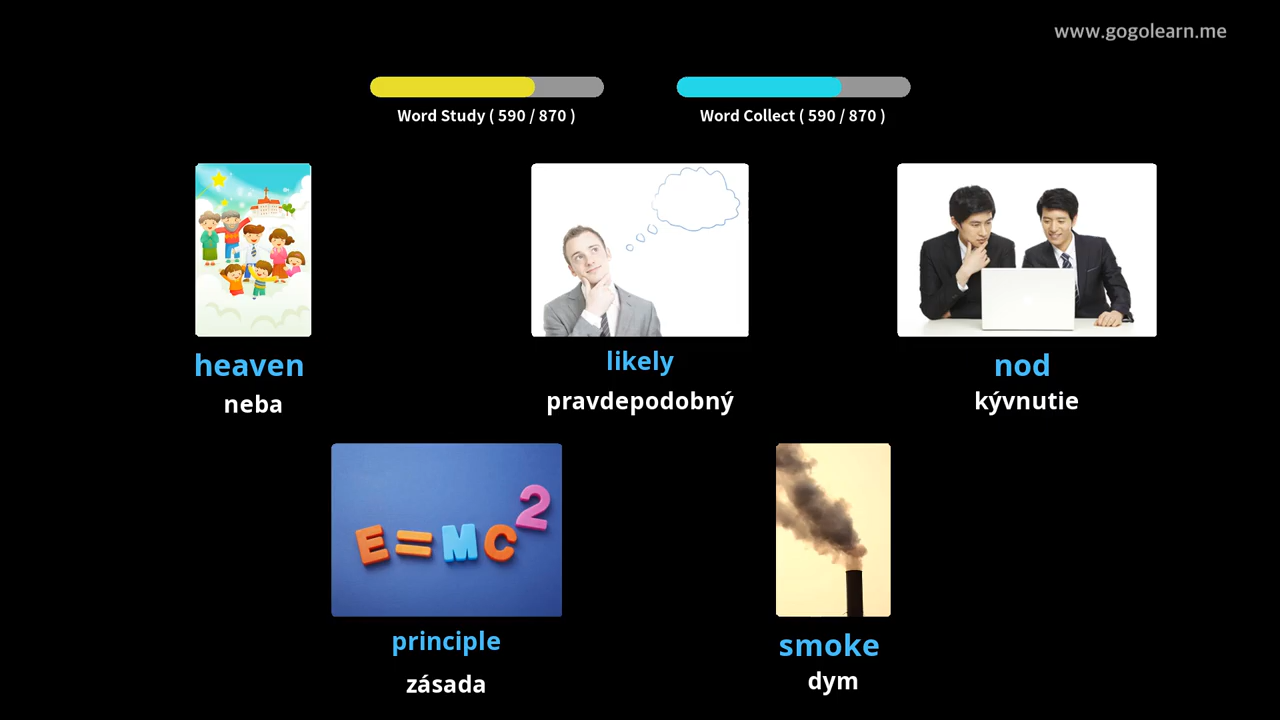 www.gogolearn.me
Word Study ( 590 / 870 )
Word Collect ( 590 / 870 )
heaven
neba
likely
pravdepodobný
nod
kývnutie
E=MC2
principle
zásada
smoke
dym